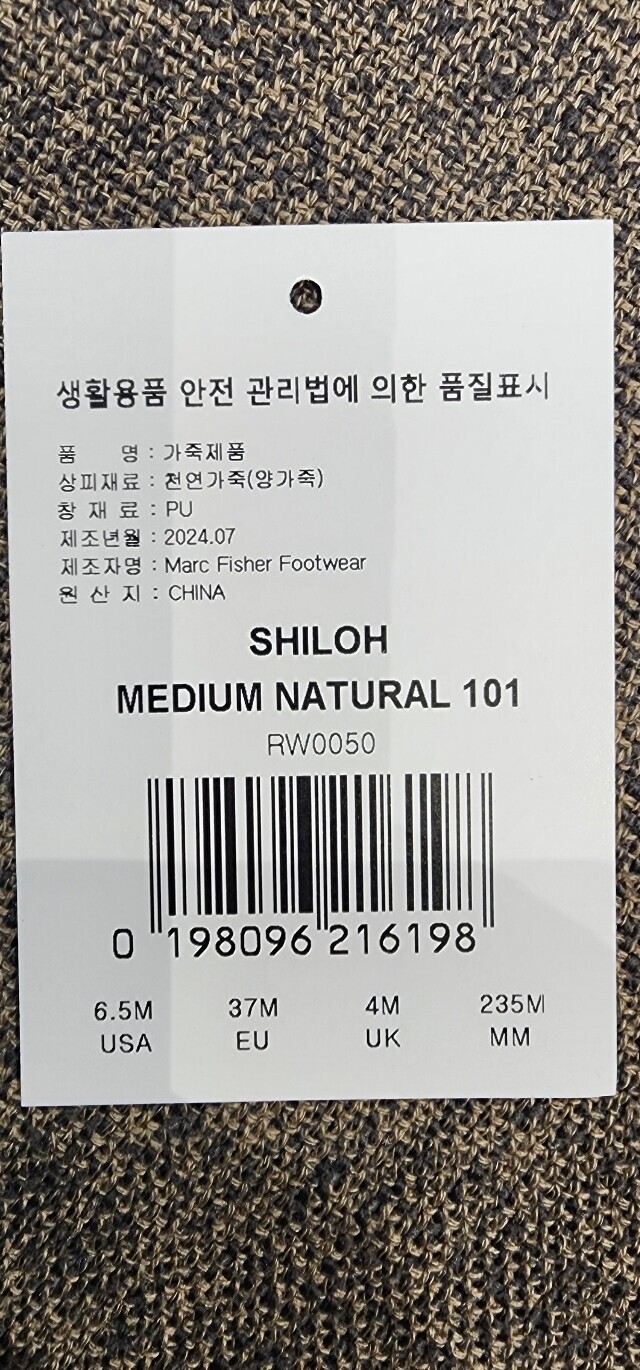 생활용품 안전 관리법에 의한 품질표시
품 명 : 가죽제품
상피재료 : 천연가죽(양가죽)
창 재 료 : PU
제조년월 : 2024.07
제조자명 : Marc Fisher Footwear
원 산 지 : CHINA
SHILOH
MEDIUM NATURAL 101
RW0050
0 198096 216198
6.5M 37M 4M 235M
USA EU UK MM